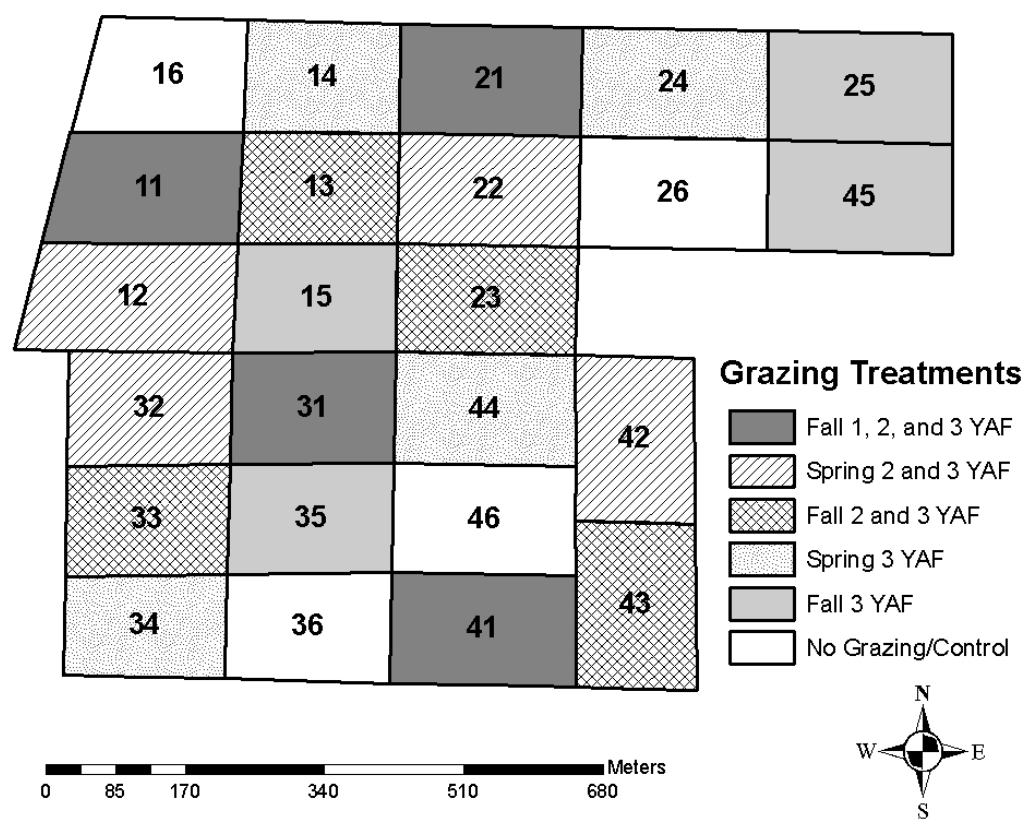 16 14 21 24 25
11 13 22 26 45
12 15 23
32 31 44 42
33 35 46
34 36 41 43
Grazing Treatments
Fall 1, 2, and 3 YAF
Spring 2 and 3 YAF
Fall 2 and 3 YAF
Spring 3 YAF
Fall 3 YAF
No Grazing/Control
N
W E
S
Meters
0 85 170 340 510 680